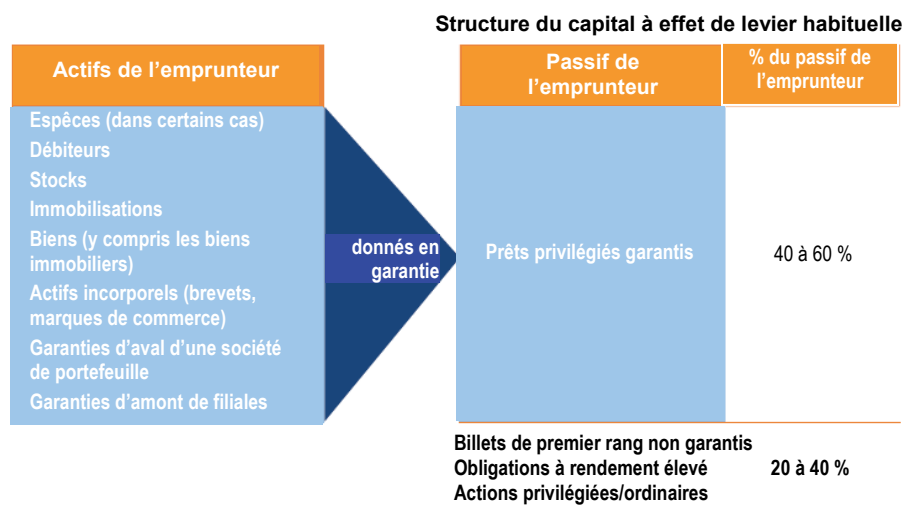 Structure du capital à effet de levier habituelle
Actifs de l’emprunteur
Espêces (dans certains cas)
Débiteurs
Stocks
Immobilisations
Biens (y compris les biens
immobiliers)
Actifs incorporels (brevets,
marques de commerce)
Garanties d’aval d’une société
de portefeuille
Garanties d’amont de filiales
donnés en
garantie
Passif de
l’emprunteur
% du passif de
l’emprunteur
Prêts privilégiés garantis
40 à 60 %
Billets de premier rang non garantis
Obligations à rendement élevé
Actions privilégiées/ordinaires
20 à 40 %